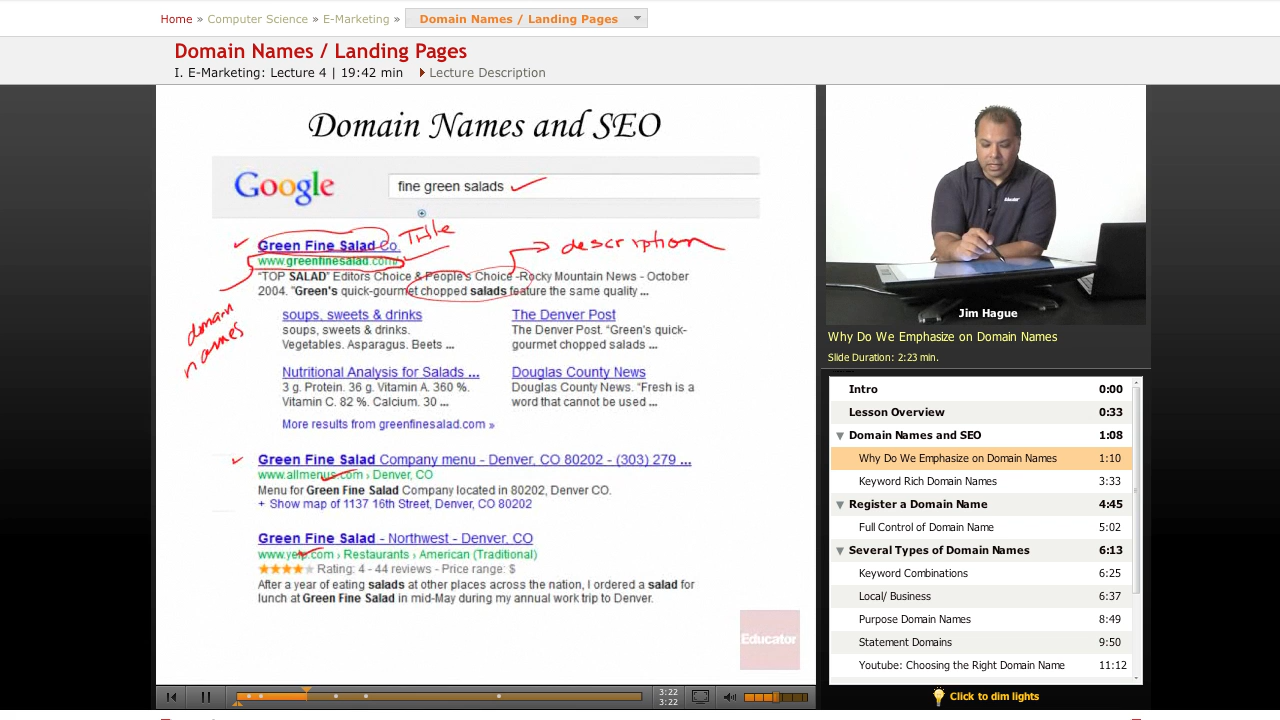 Home » Computer Science » E-Marketing » Domain Names / Landing Pages
Domain Names / Landing Pages
I. E-Marketing: Lecture 4 | 19:42 min Lecture Description
Domain Names and SEO
Google fine green salads
Green Fine Salad Co.
Title
description
www.greenfinesalad.com/
"TOP SALAD" Editors Choice & People's Choice -Rocky Mountain News - October
2004. "Green's quick-gourmet chopped salads feature the same quality ...
domain
names
soups, sweets & drinks
soups, sweets & drinks.
Vegetables. Asparagus. Beets ...
The Denver Post
The Denver Post. "Green's quick-
gourmet chopped salads ...
Nutritional Analysis for Salads ...
3 g. Protein. 36 g. Vitamin A. 360 %.
Vitamin C. 82 %. Calcium. 30 ...
Douglas County News
Douglas County News. "Fresh is a
word that cannot be used ...
More results from greenfinesalad.com »
Green Fine Salad Company menu - Denver, CO 80202 - (303) 279 ...
www.allmenus.com › Denver, CO
Menu for Green Fine Salad Company located in 80202, Denver CO.
+ Show map of 1137 16th Street, Denver, CO 80202
Green Fine Salad - Northwest - Denver, CO
www.yelp.com › Restaurants › American (Traditional)
Rating: 4 - 44 reviews - Price range: $
After a year of eating salads at other places across the nation, I ordered a salad for
lunch at Green Fine Salad in mid-May during my annual work trip to Denver.
Educator
3:22
3:22
Educator
Jim Hague
Why Do We Emphasize on Domain Names
Slide Duration: 2:23 min.
Intro 0:00
Lesson Overview 0:33
Domain Names and SEO 1:08
Why Do We Emphasize on Domain Names 1:10
Keyword Rich Domain Names 3:33
Register a Domain Name 4:45
Full Control of Domain Name 5:02
Several Types of Domain Names 6:13
Keyword Combinations 6:25
Local/ Business 6:37
Purpose Domain Names 8:49
Statement Domains 9:50
Youtube: Choosing the Right Domain Name 11:12
Click to dim lights